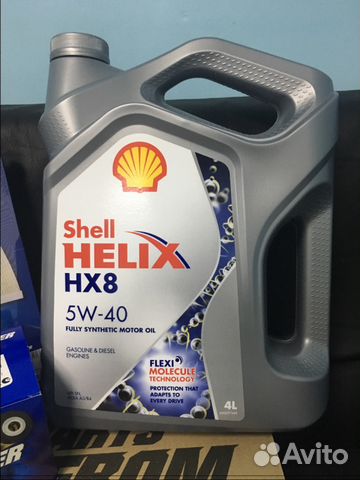 Shell
HELIX
HX8
5W-40
FULLY SYNTHETIC MOTOR OIL
GASOLINE & DIESEL
ENGINES
FLEXI
MOLECULE
TECHNOLOGY
PROTECTION THAT
ADAPTS TO
EVERY DRIVE
4L
FROM
Avito